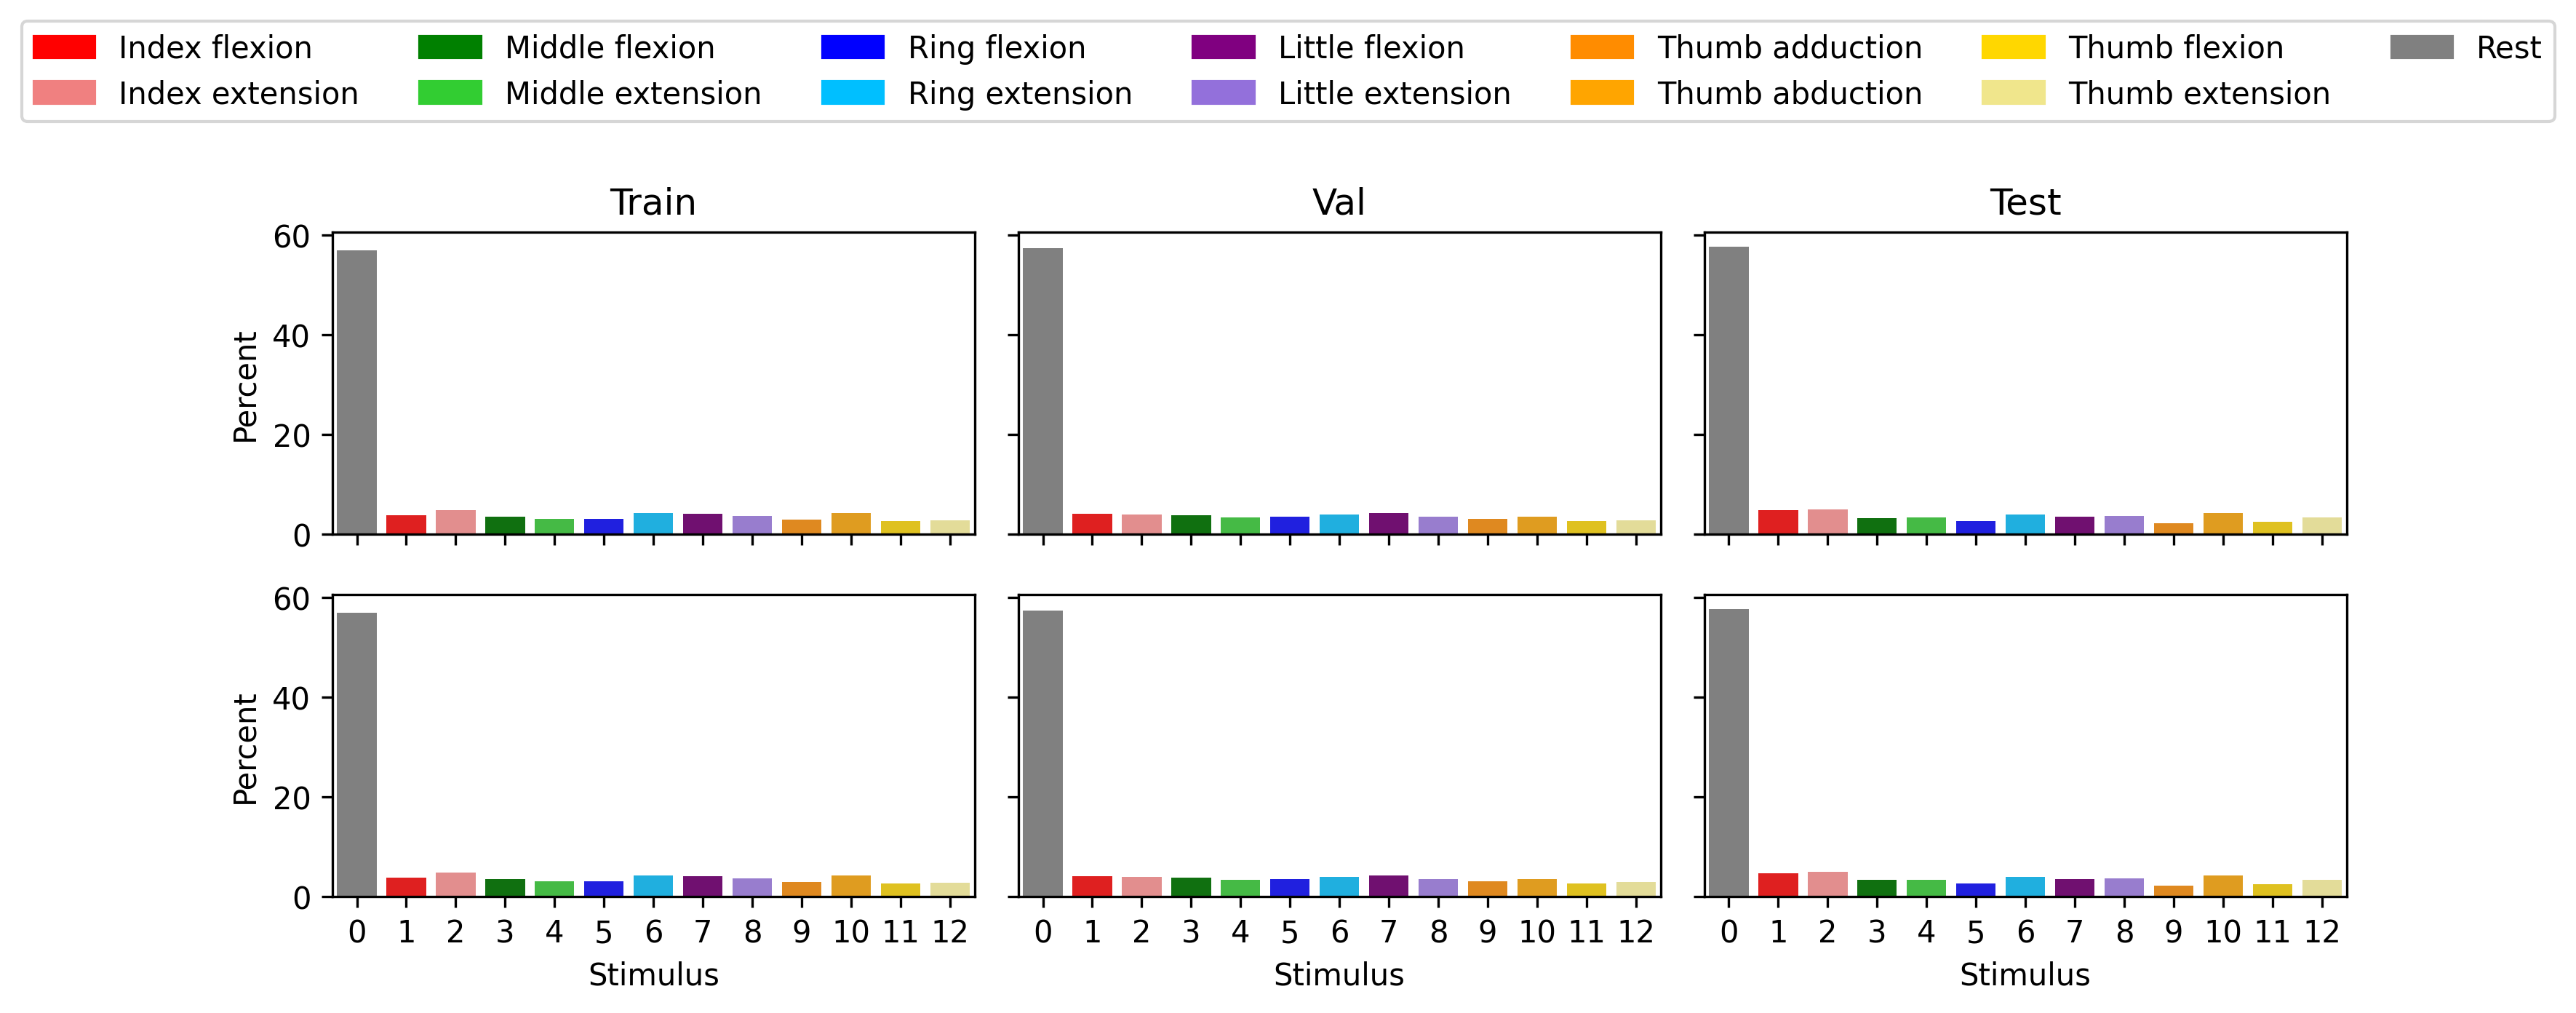 Index flexion Middle flexion Ring flexion Little flexion Thumb adduction Thumb flexion Rest
Index extension Middle extension Ring extension Little extension Thumb abduction Thumb extension
Train Val Test
60
40
20
0
Percent
60
40
20
0
Percent
0 1 2 3 4 5 6 7 8 9 10 11 12 0 1 2 3 4 5 6 7 8 9 10 11 12 0 1 2 3 4 5 6 7 8 9 10 11 12
Stimulus Stimulus Stimulus